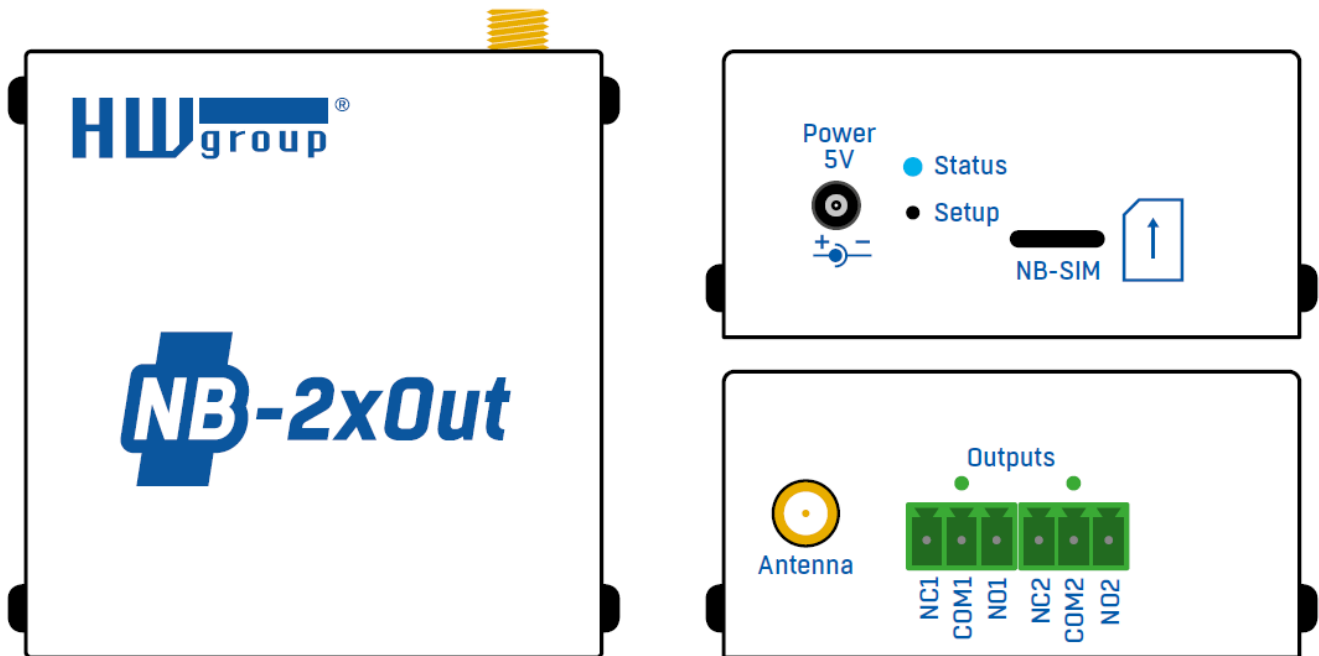 HW group ®
NB-2xOut
Power
5V
Status
Setup
+ −
NB-SIM
Outputs
Antenna
NC1
COM1
NO1
NC2
COM2
NO2